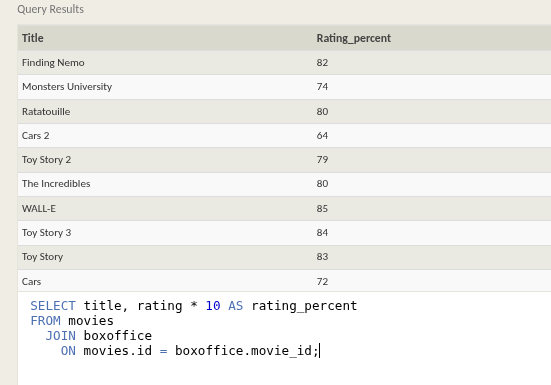 Query Results
Title Rating_percent
Finding Nemo 82
Monsters University 74
Ratatouille 80
Cars 2 64
Toy Story 2 79
The Incredibles 80
WALL-E 85
Toy Story 3 84
Toy Story 83
Cars 72
SELECT title, rating * 10 AS rating_percent
FROM movies
  JOIN boxoffice
    ON movies.id = boxoffice.movie_id;